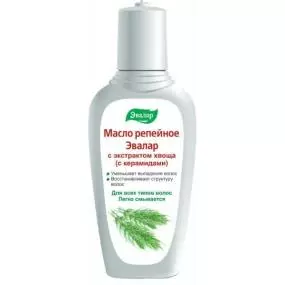 Эвалар
Масло репейное
Эвалар
с экстрактом хвоща
(с керамидами)
• Уменьшает выпадение волос
• Восстанавливает структуру
волос
Для всех типов волос
Легко смывается